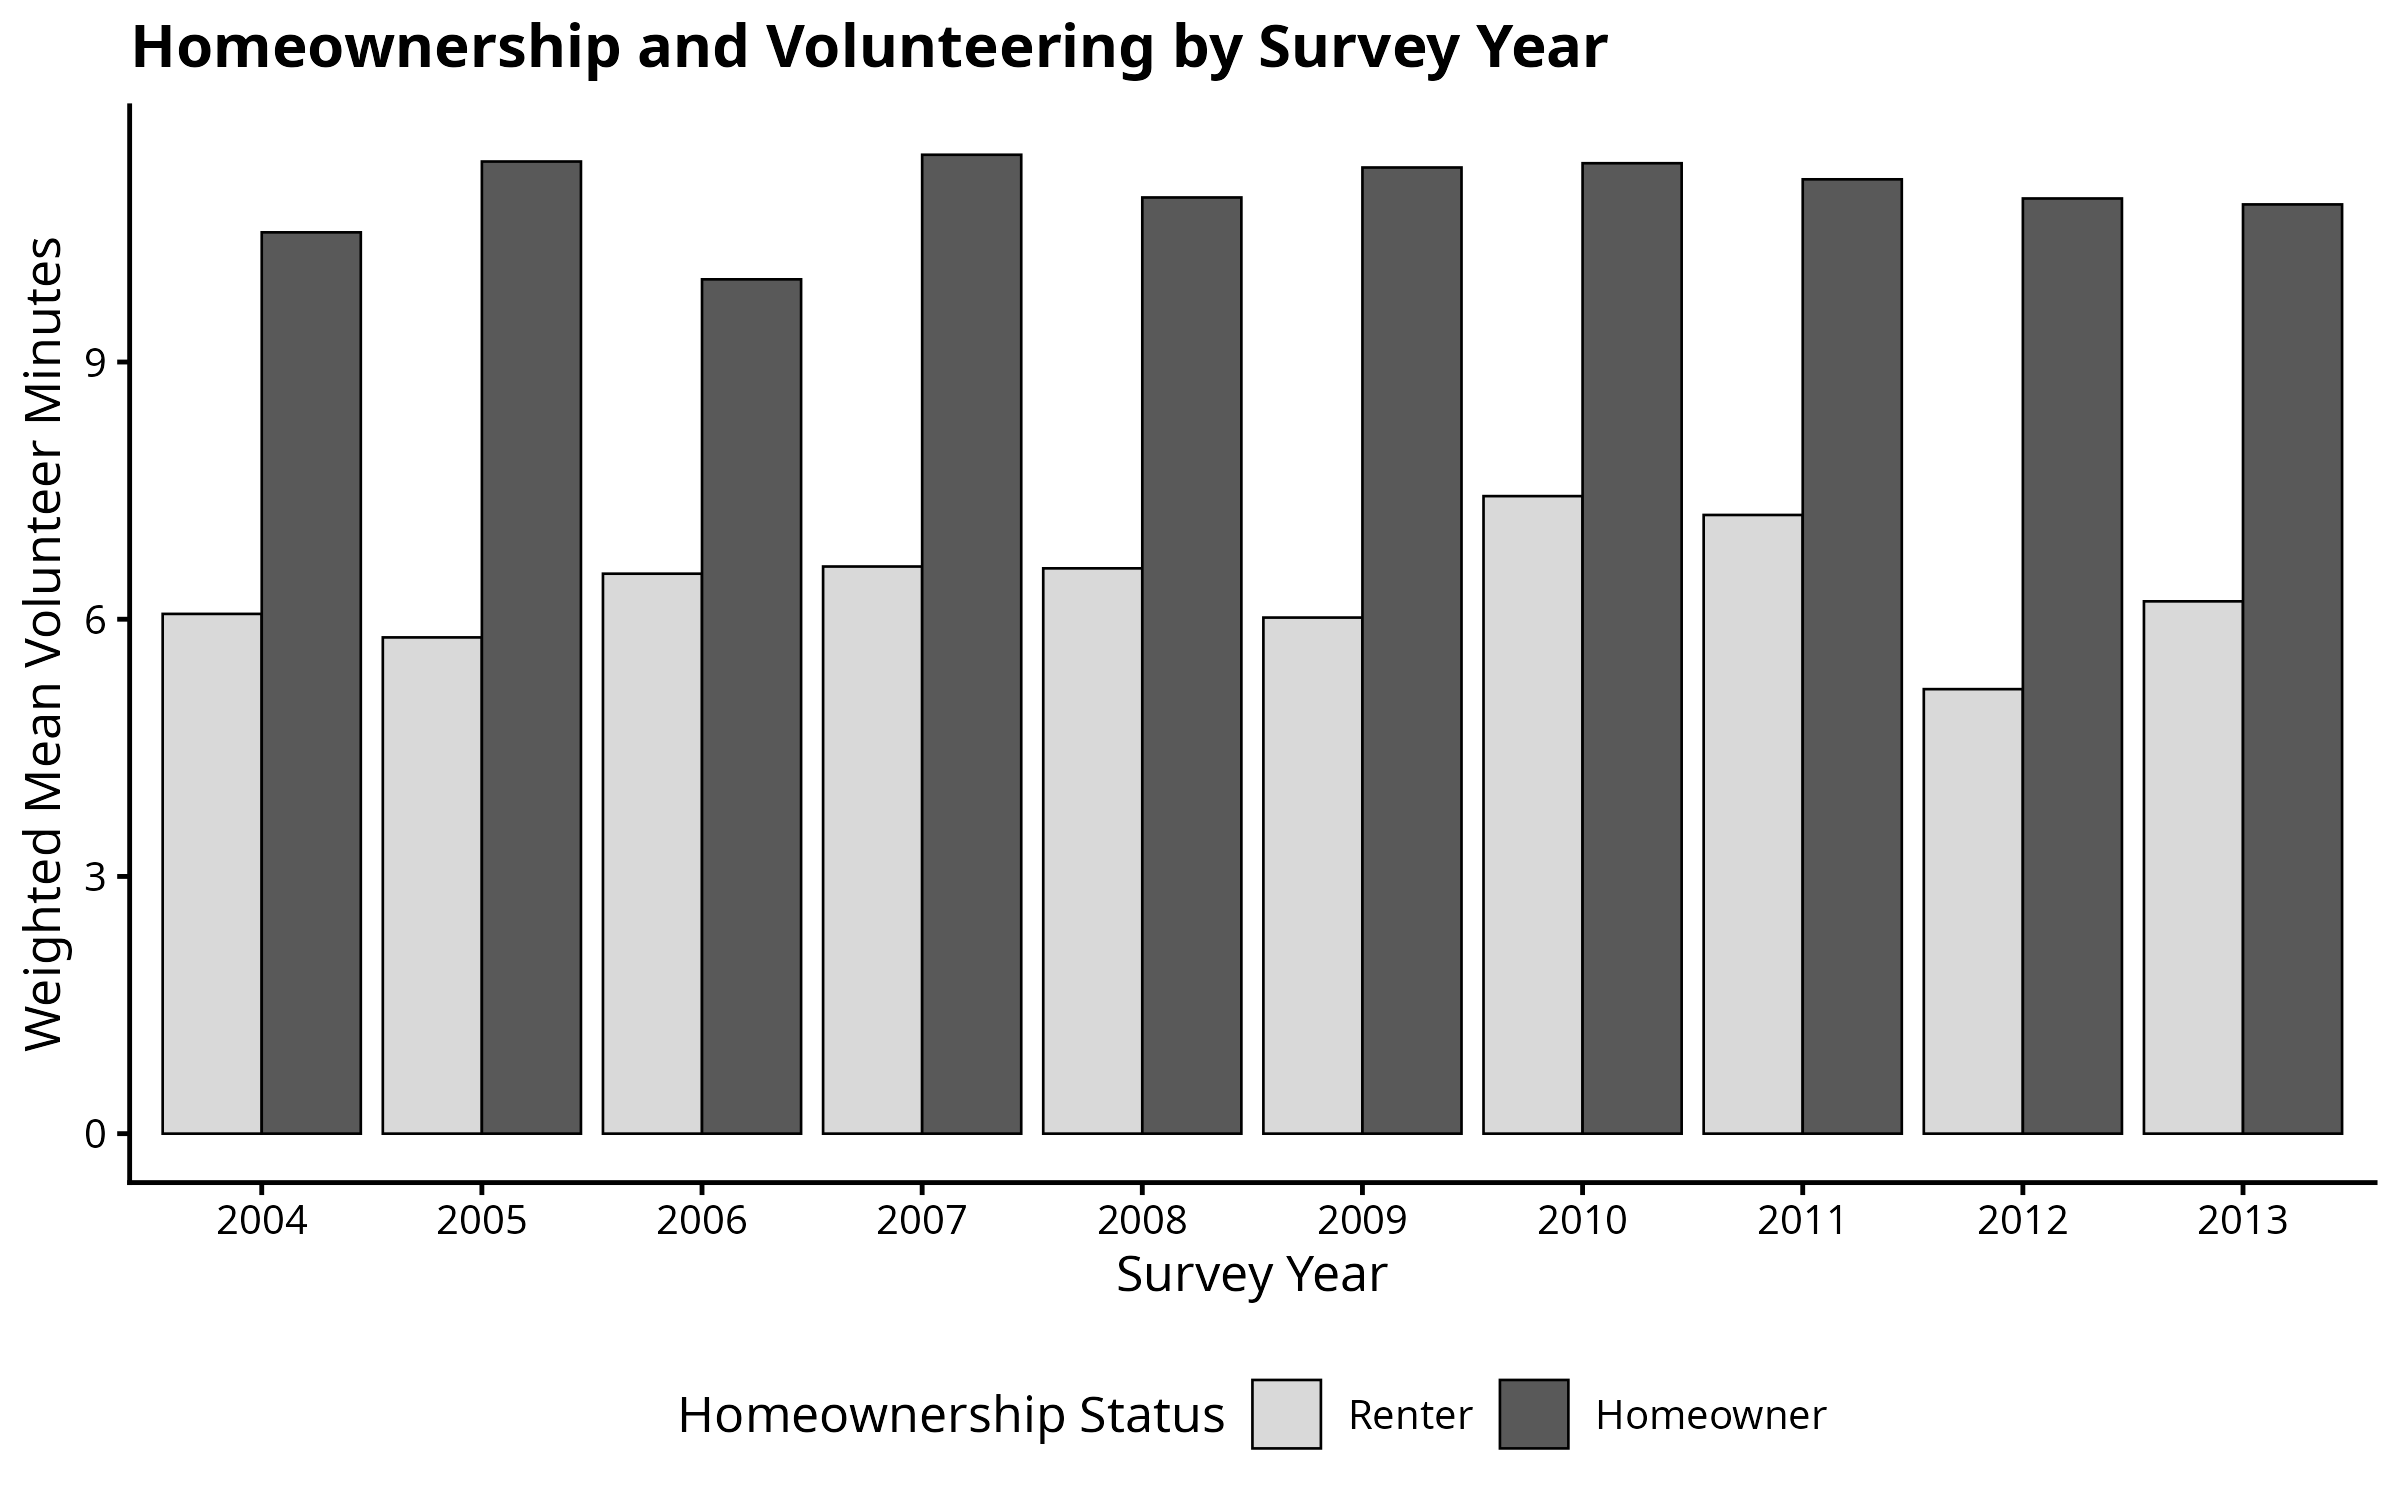 Homeownership and Volunteering by Survey Year
Weighted Mean Volunteer Minutes
9
6
3
0
2004 2005 2006 2007 2008 2009 2010 2011 2012 2013
Survey Year
Homeownership Status Renter Homeowner